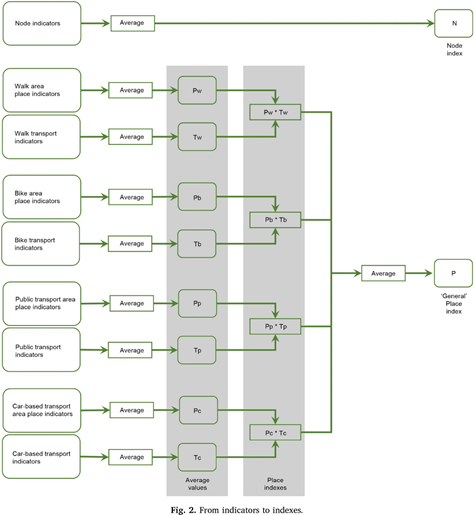 Node indicators
Average
N
Node
index
Walk area
place indicators
Average
Pw
Pw * Tw
Walk transport
indicators
Average
Tw
Bike area
place indicators
Average
Pb
Pb * Tb
Bike transport
indicators
Average
Tb
Average
P
'General'
Place
index
Public transport area
place indicators
Average
Pp
Pp * Tp
Public transport
indicators
Average
Tp
Car-based transport
area place indicators
Average
Pc
Pc * Tc
Car-based transport
indicators
Average
Tc
Average
values
Place
indexes
Fig. 2. From indicators to indexes.